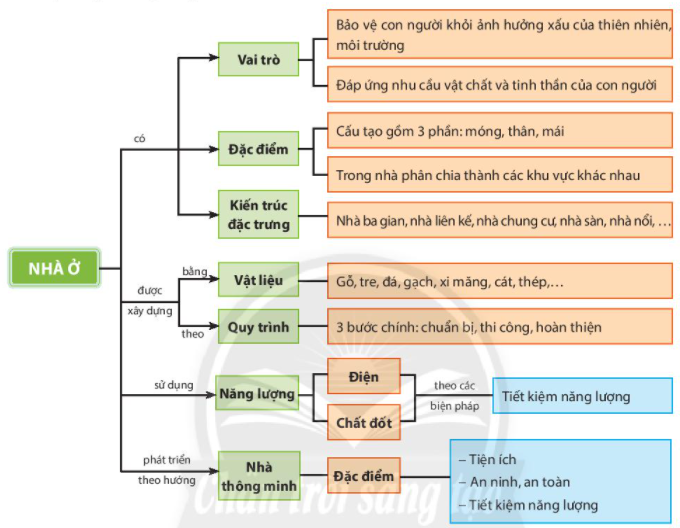 Bảo vệ con người khỏi ảnh hưởng xấu của thiên nhiên,
môi trường
Vai trò
Đáp ứng nhu cầu vật chất và tinh thần của con người
có
Cấu tạo gồm 3 phần: móng, thân, mái
Đặc điểm
Trong nhà phân chia thành các khu vực khác nhau
Kiến trúc
đặc trưng
Nhà ba gian, nhà liên kế, nhà chung cư, nhà sàn, nhà nổi, …
NHÀ Ở
được
xây dựng
bằng
Vật liệu
Gỗ, tre, đá, gạch, xi măng, cát, thép,…
theo
Quy trình
3 bước chính: chuẩn bị, thi công, hoàn thiện
sử dụng
Năng lượng
Điện
Chất đốt
theo các
biện pháp
Tiết kiệm năng lượng
phát triển
theo hướng
Nhà
thông minh
Đặc điểm
– Tiện ích
– An ninh, an toàn
– Tiết kiệm năng lượng
Chân trời sáng tạo